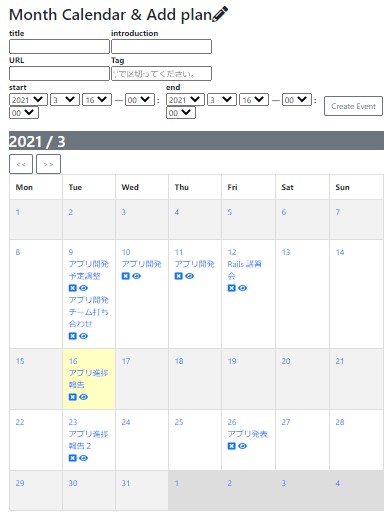 Month Calendar & Add plan
title introduction
URL Tag
','で区切ってください。
start end
2021 3 16 — 00 : 2021 3 16 — 00 :
00 00
Create Event
2021 / 3
<< >>
Mon Tue Wed Thu Fri Sat Sun
1 2 3 4 5 6 7
8 9 10 11 12 13 14
アプリ開発 アプリ開発 アプリ開発 Rails 講習
予定調整 会
アプリ開発
チーム打ち
合わせ
15 16 17 18 19 20 21
アプリ進捗
報告
22 23 24 25 26 27 28
アプリ進捗 アプリ発表
報告２
29 30 31 1 2 3 4